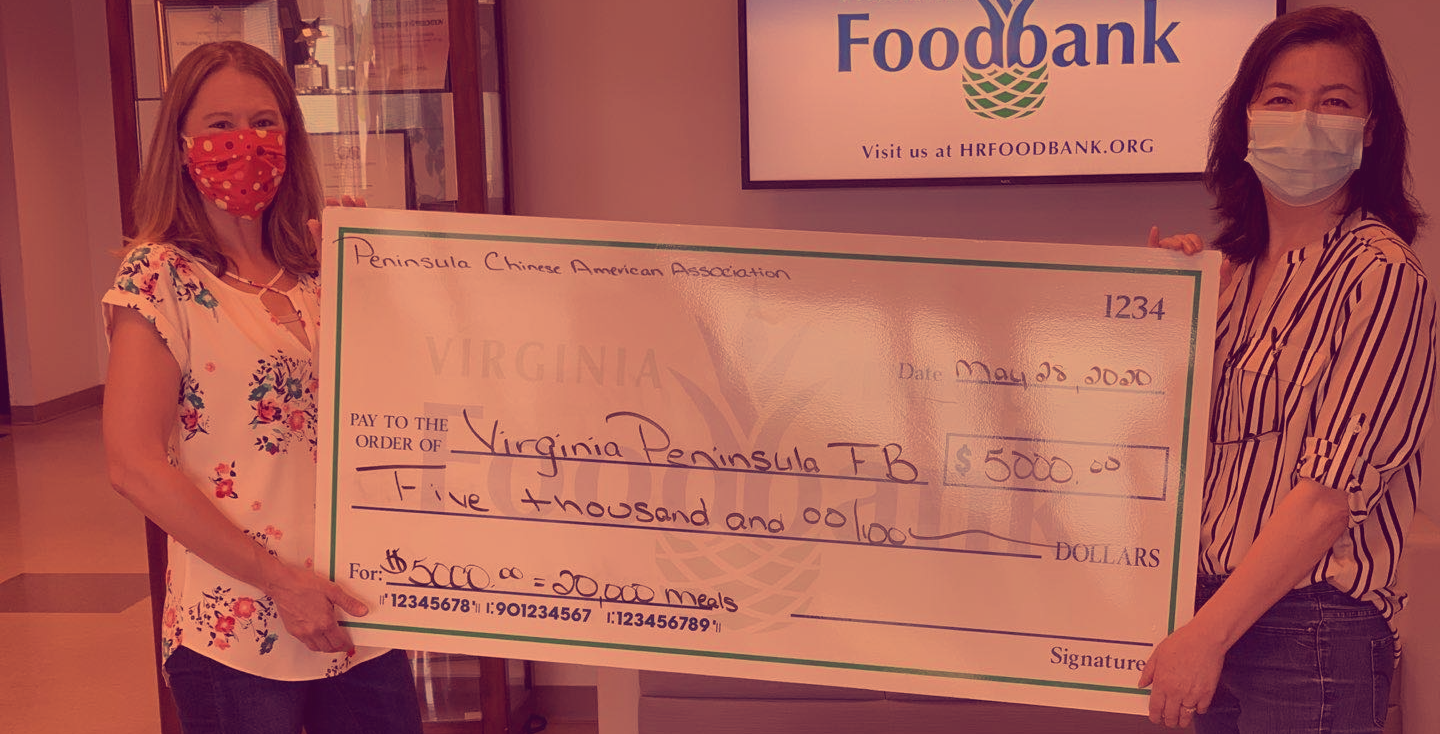 Foodbank
Visit us at HRFOODBANK.ORG
Peninsula Chinese American Association
1234
VIRGINIA
Date May 28, 2020
PAY TO THE
ORDER OF Virginia Peninsula FB $ 5000.00
Foodbank
Five thousand and 00/100 DOLLARS
For: $5000.00 = 20,000 meals
⑈12345678⑈ ⑆901234567 ⑆123456789⑈
Signature